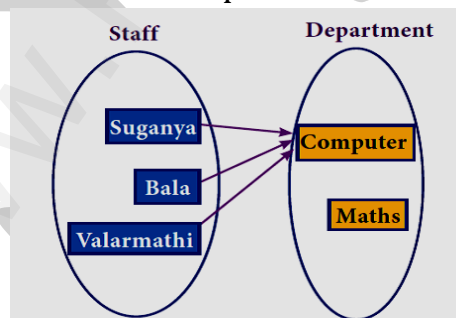 Staff
Department
Suganya
Computer
Bala
Maths
Valarmathi